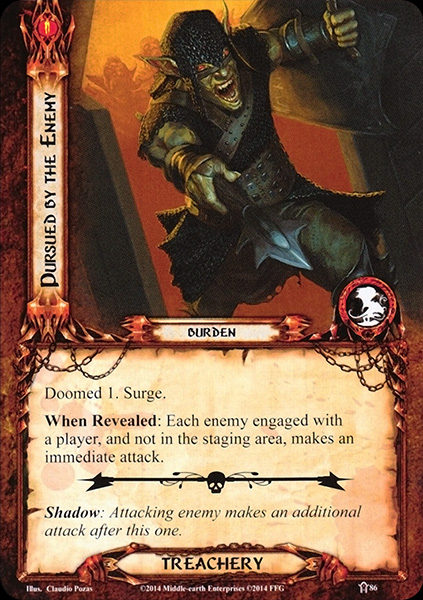 PURSUED BY THE ENEMY
BURDEN
Doomed 1. Surge.
When Revealed: Each enemy engaged with
a player, and not in the staging area, makes an
immediate attack.
Shadow: Attacking enemy makes an additional
attack after this one.
TREACHERY
Illus. Claudio Pozas
©2014 Middle-earth Enterprises ©2014 FFG
86